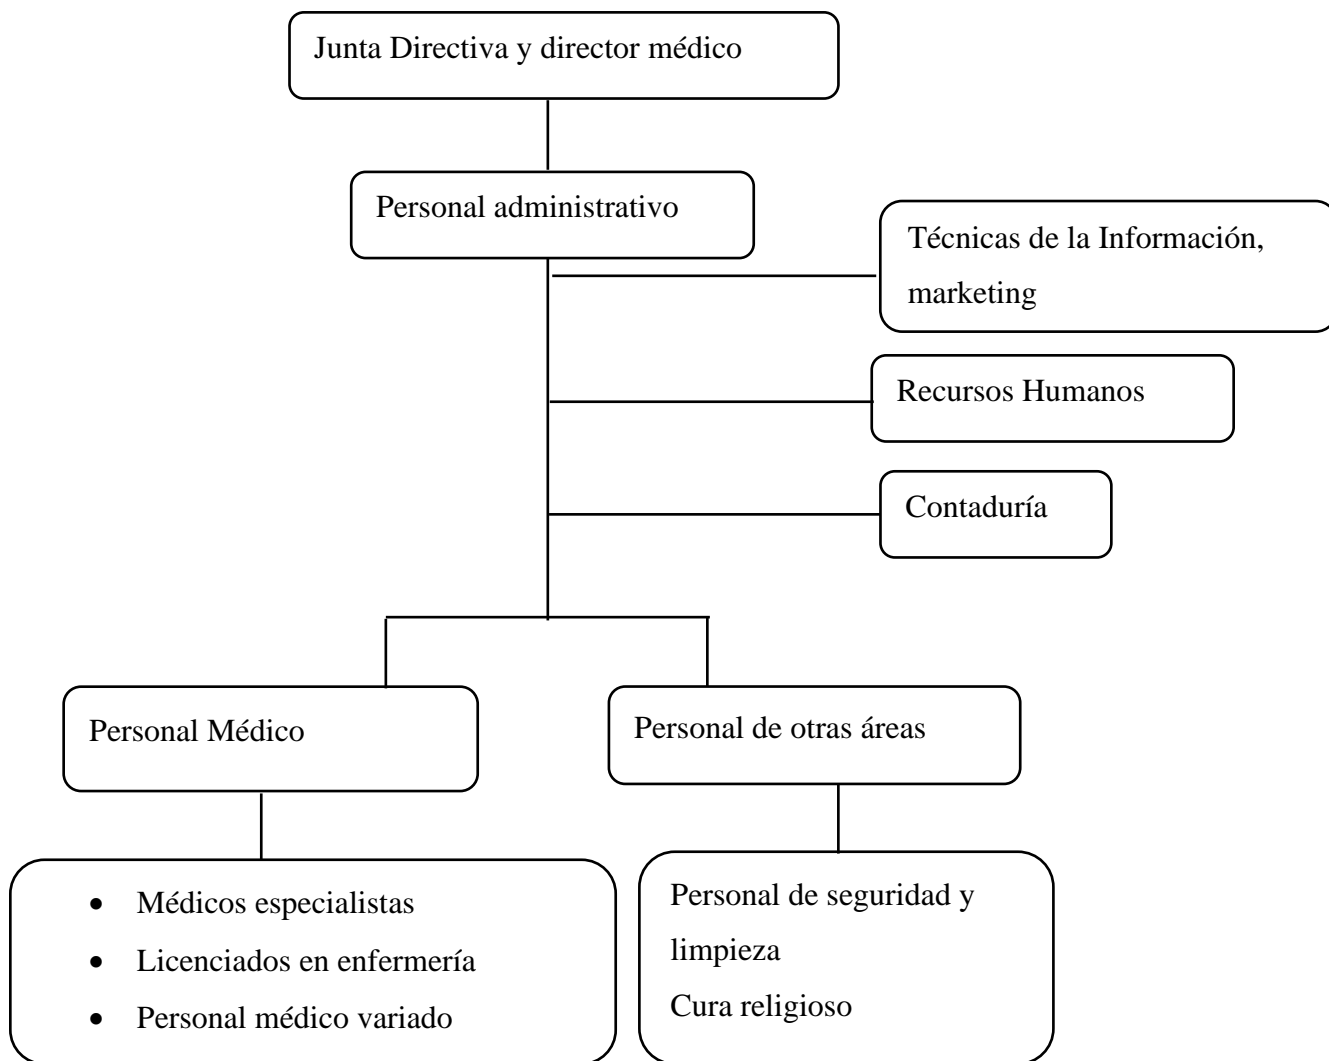 Junta Directiva y director médico
Personal administrativo
Técnicas de la Información,
marketing
Recursos Humanos
Contaduría
Personal Médico
Personal de otras áreas
• Médicos especialistas
• Licenciados en enfermería
• Personal médico variado
Personal de seguridad y
limpieza
Cura religioso